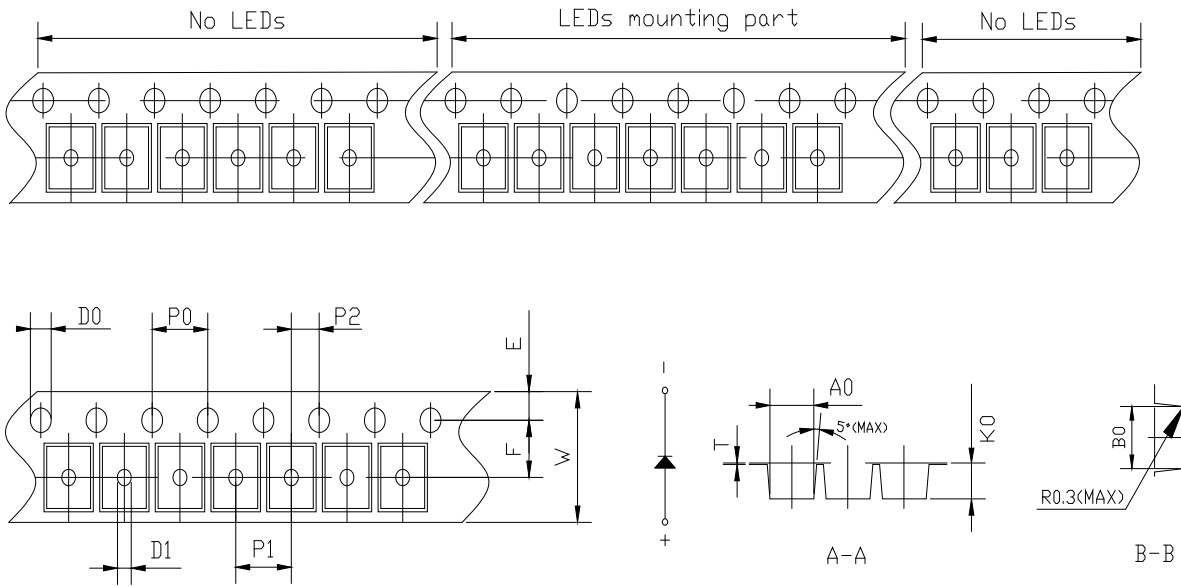 No LEDs
LEDs mounting part
No LEDs
D0
P0
P2
E
F
W
D1
P1
-
+
A0
5°(MAX)
T
K0
A-A
B0
R0.3(MAX)
B-B